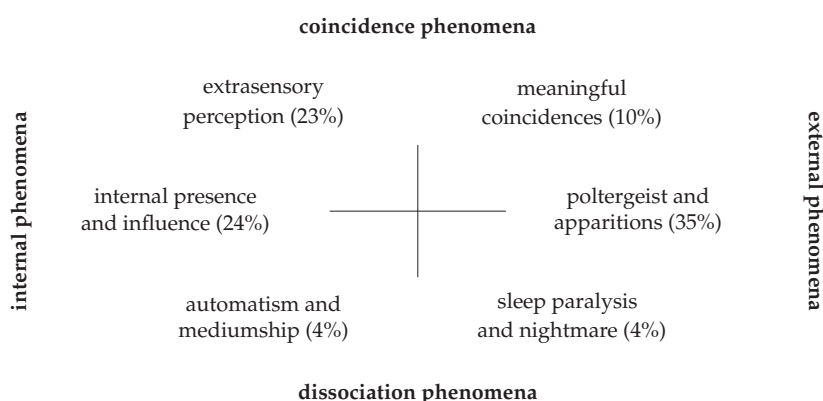 coincidence phenomena
extrasensory
perception (23%)
meaningful
coincidences (10%)
internal phenomena
external phenomena
internal presence
and influence (24%)
poltergeist and
apparitions (35%)
automatism and
mediumship (4%)
sleep paralysis
and nightmare (4%)
dissociation phenomena